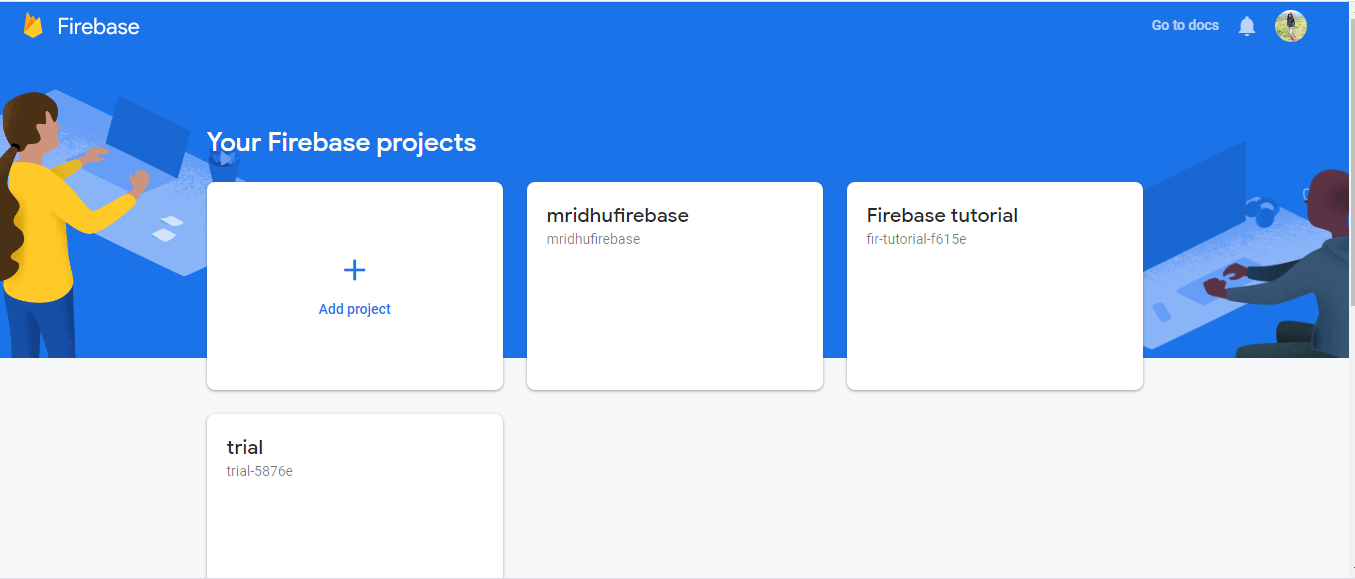 Firebase
Go to docs
Your Firebase projects
Add project
mridhufirebase
mridhufirebase
Firebase tutorial
fir-tutorial-f615e
trial
trial-5876e